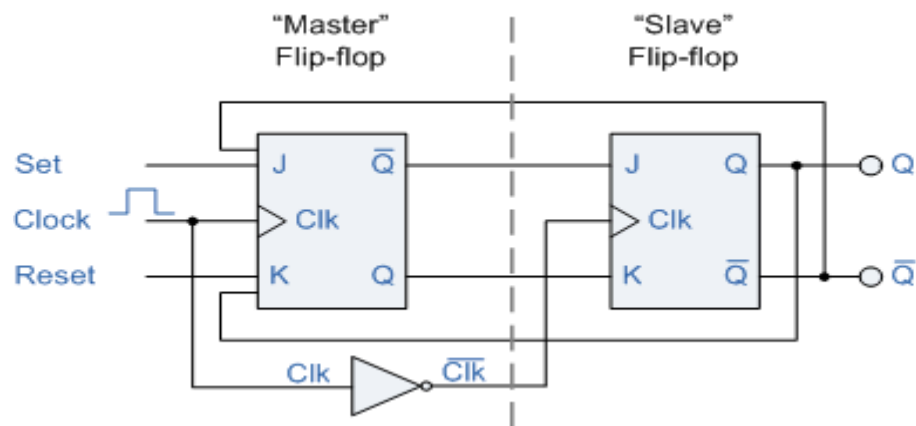 “Master” “Slave”
Flip-flop Flip-flop
Set J Q̅ J Q Q
Clock Clk Clk
Reset K Q K Q̅ Q̅
Clk C̅l̅k̅